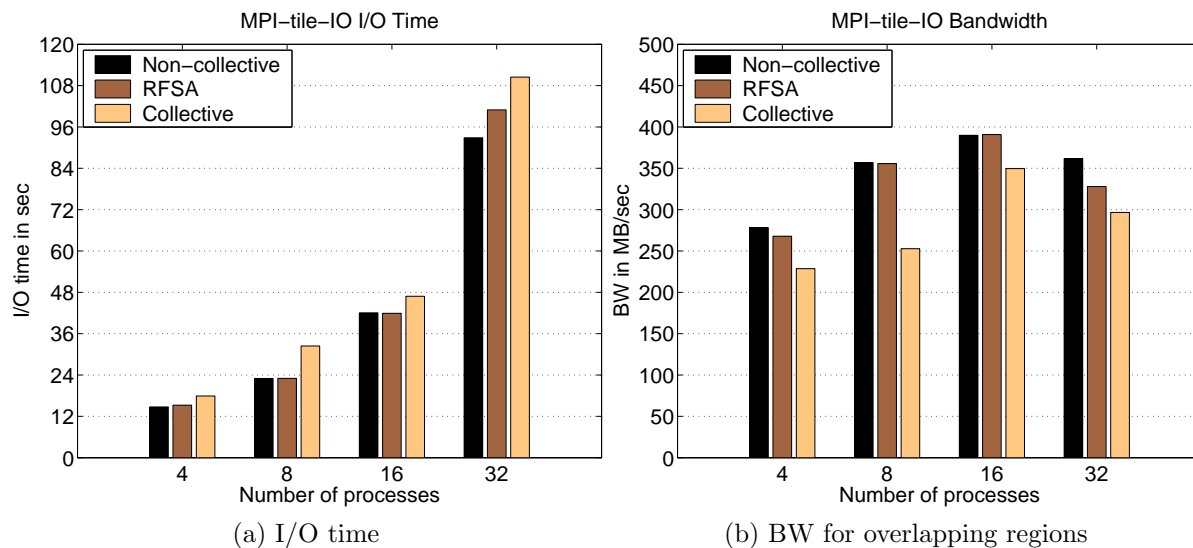 MPI-tile-IO I/O Time
I/O time in sec
120
108
96
84
72
60
48
36
24
12
0
Non-collective
RFSA
Collective
4 8 16 32
Number of processes
(a) I/O time
MPI-tile-IO Bandwidth
BW in MB/sec
500
450
400
350
300
250
200
150
100
50
0
Non-collective
RFSA
Collective
4 8 16 32
Number of processes
(b) BW for overlapping regions